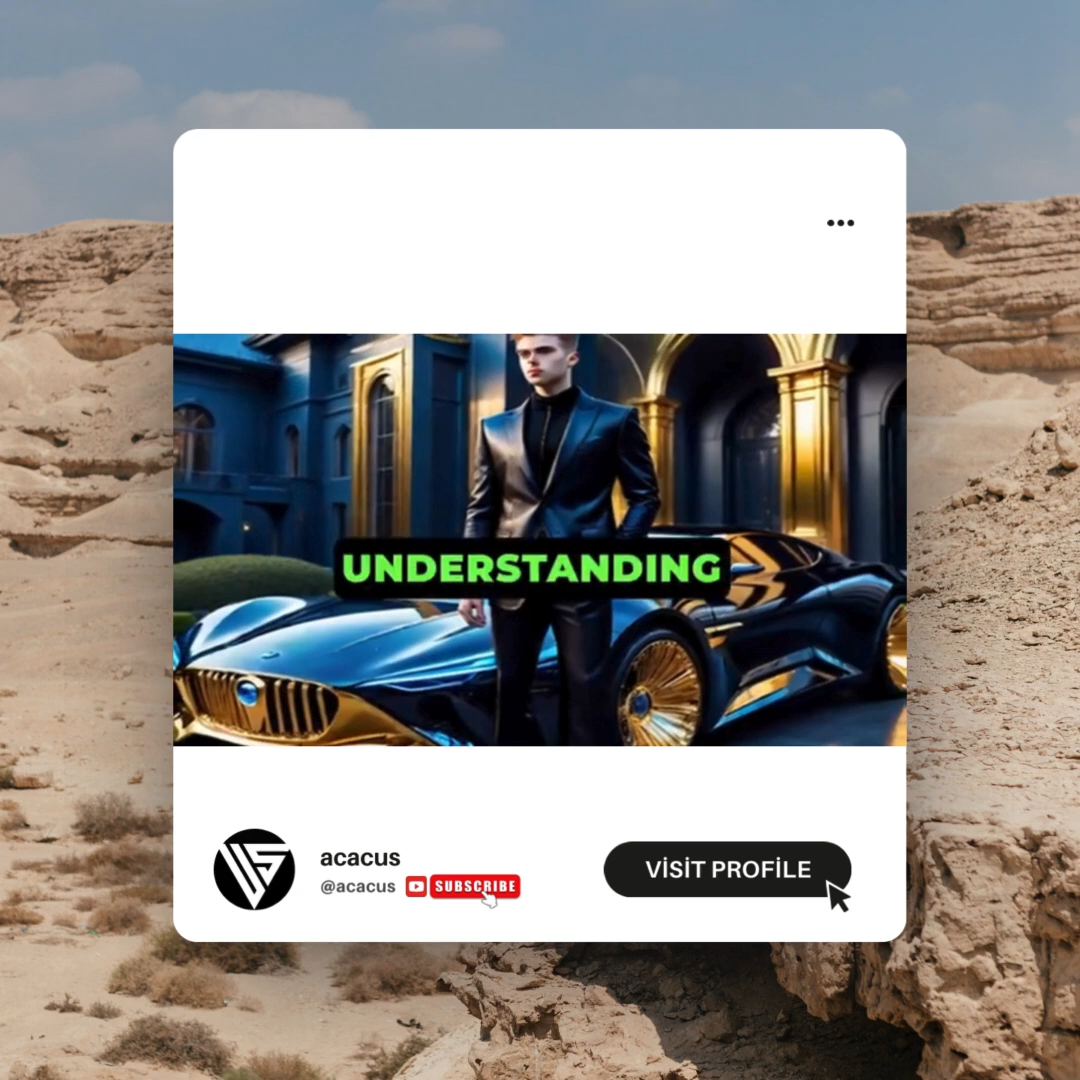 UNDERSTANDING
acacus
@acacus
SUBSCRIBE
VİSİT PROFİLE